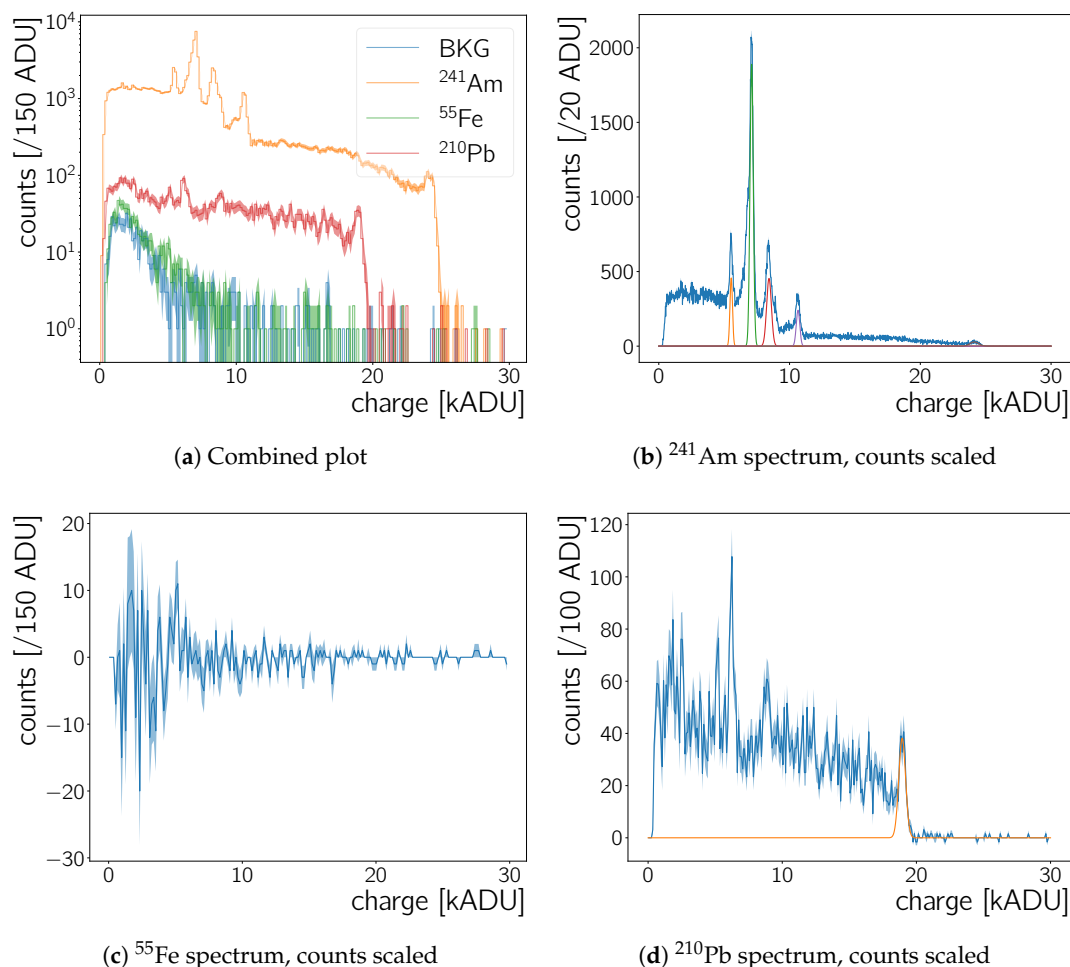 10⁴
10³
10²
10¹
10⁰
counts [/150 ADU]
BKG
²⁴¹Am
⁵⁵Fe
²¹⁰Pb
0 10 20 30
charge [kADU]
(a) Combined plot
2000
1500
1000
500
0
counts [/20 ADU]
0 10 20 30
charge [kADU]
(b) ²⁴¹Am spectrum, counts scaled
20
10
0
−10
−20
−30
counts [/150 ADU]
0 10 20 30
charge [kADU]
(c) ⁵⁵Fe spectrum, counts scaled
120
100
80
60
40
20
0
counts [/100 ADU]
0 10 20 30
charge [kADU]
(d) ²¹⁰Pb spectrum, counts scaled